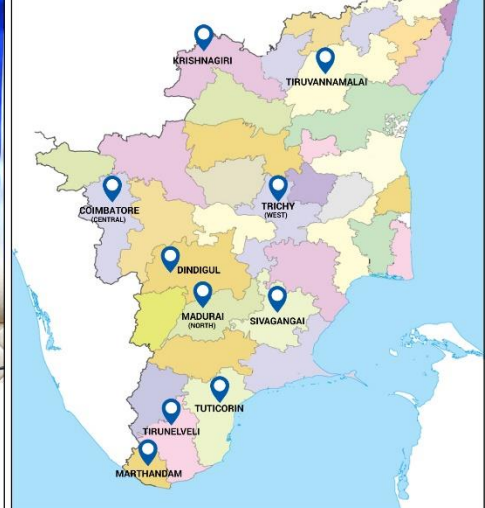 KRISHNAGIRI
TIRUVANNAMALAI
COIMBATORE
(CENTRAL)
TRICHY
(WEST)
DINDIGUL
MADURAI
(NORTH)
SIVAGANGAI
TUTICORIN
TIRUNELVELI
MARTHANDAM